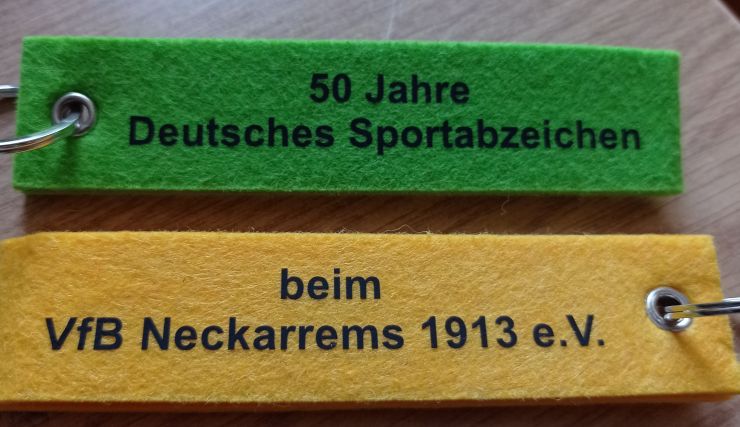 50 Jahre
Deutsches Sportabzeichen
beim
VfB Neckarrems 1913 e.V.